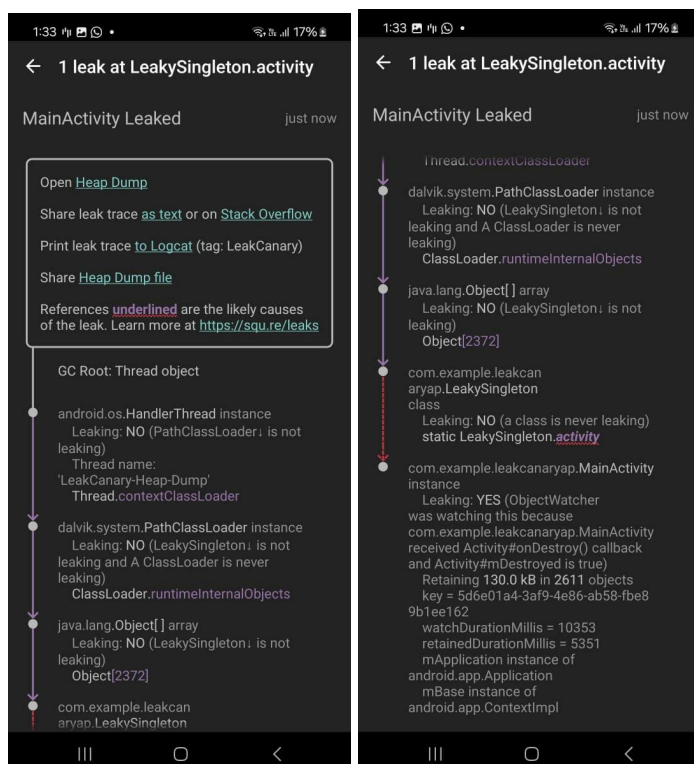 1:33
17%
1 leak at LeakySingleton.activity
MainActivity Leaked
just now
Open Heap Dump
Share leak trace as text or on Stack Overflow
Print leak trace to Logcat (tag: LeakCanary)
Share Heap Dump file
References underlined are the likely causes
of the leak. Learn more at https://squ.re/leaks
GC Root: Thread object
android.os.HandlerThread instance
Leaking: NO (PathClassLoader↓ is not
leaking)
Thread name:
'LeakCanary-Heap-Dump'
Thread.contextClassLoader
dalvik.system.PathClassLoader instance
Leaking: NO (LeakySingleton↓ is not
leaking and A ClassLoader is never
leaking)
ClassLoader.runtimeInternalObjects
java.lang.Object[] array
Leaking: NO (LeakySingleton↓ is not
leaking)
Object[2372]
com.example.leakcan
aryap.LeakySingleton
1:33
17%
1 leak at LeakySingleton.activity
MainActivity Leaked
just now
Thread.contextClassLoader
dalvik.system.PathClassLoader instance
Leaking: NO (LeakySingleton↓ is not
leaking and A ClassLoader is never
leaking)
ClassLoader.runtimeInternalObjects
java.lang.Object[] array
Leaking: NO (LeakySingleton↓ is not
leaking)
Object[2372]
com.example.leakcan
aryap.LeakySingleton
class
Leaking: NO (a class is never leaking)
static LeakySingleton.activity
com.example.leakcanaryap.MainActivity
instance
Leaking: YES (ObjectWatcher
was watching this because
com.example.leakcanaryap.MainActivity
received Activity#onDestroy() callback
and Activity#mDestroyed is true)
Retaining 130.0 kB in 2611 objects
key = 5d6e01a4-3af9-4e86-ab58-fbe8
9b1ee162
watchDurationMillis = 10353
retainedDurationMillis = 5351
mApplication instance of
android.app.Application
mBase instance of
android.app.ContextImpl